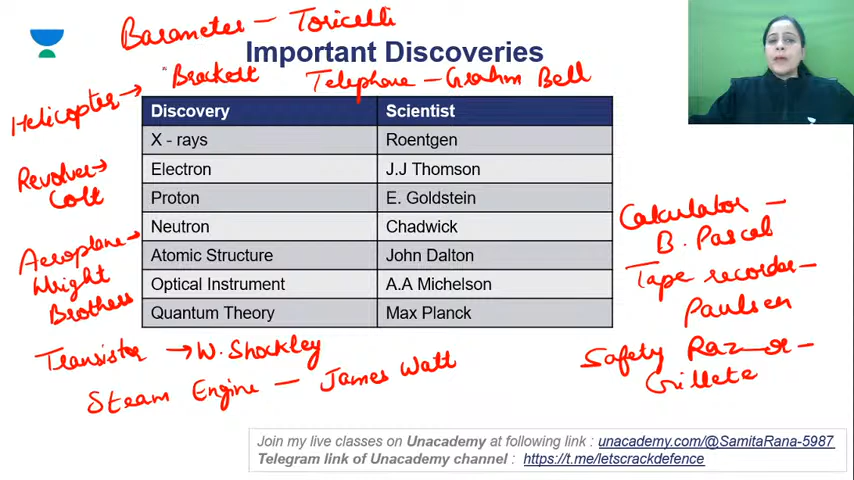 Barameter - Toricelli
Important Discoveries
Helicopter → Brackett
Telephone - Grahm Bell
Discovery Scientist
X - rays Roentgen
Electron J.J Thomson
Proton E. Goldstein
Neutron Chadwick
Atomic Structure John Dalton
Optical Instrument A.A Michelson
Quantum Theory Max Planck
Revolver →
Colt
Aeroplane -
Wright
Brothers
Calculator -
B. Pascal
Tape recorder -
Paulsen
Safety Razor -
Gillete
Transistor → W. Shockley
Steam Engine - James Watt
Join my live classes on Unacademy at following link : unacademy.com/@SamitaRana-5987
Telegram link of Unacademy channel : https://t.me/letscrackdefence